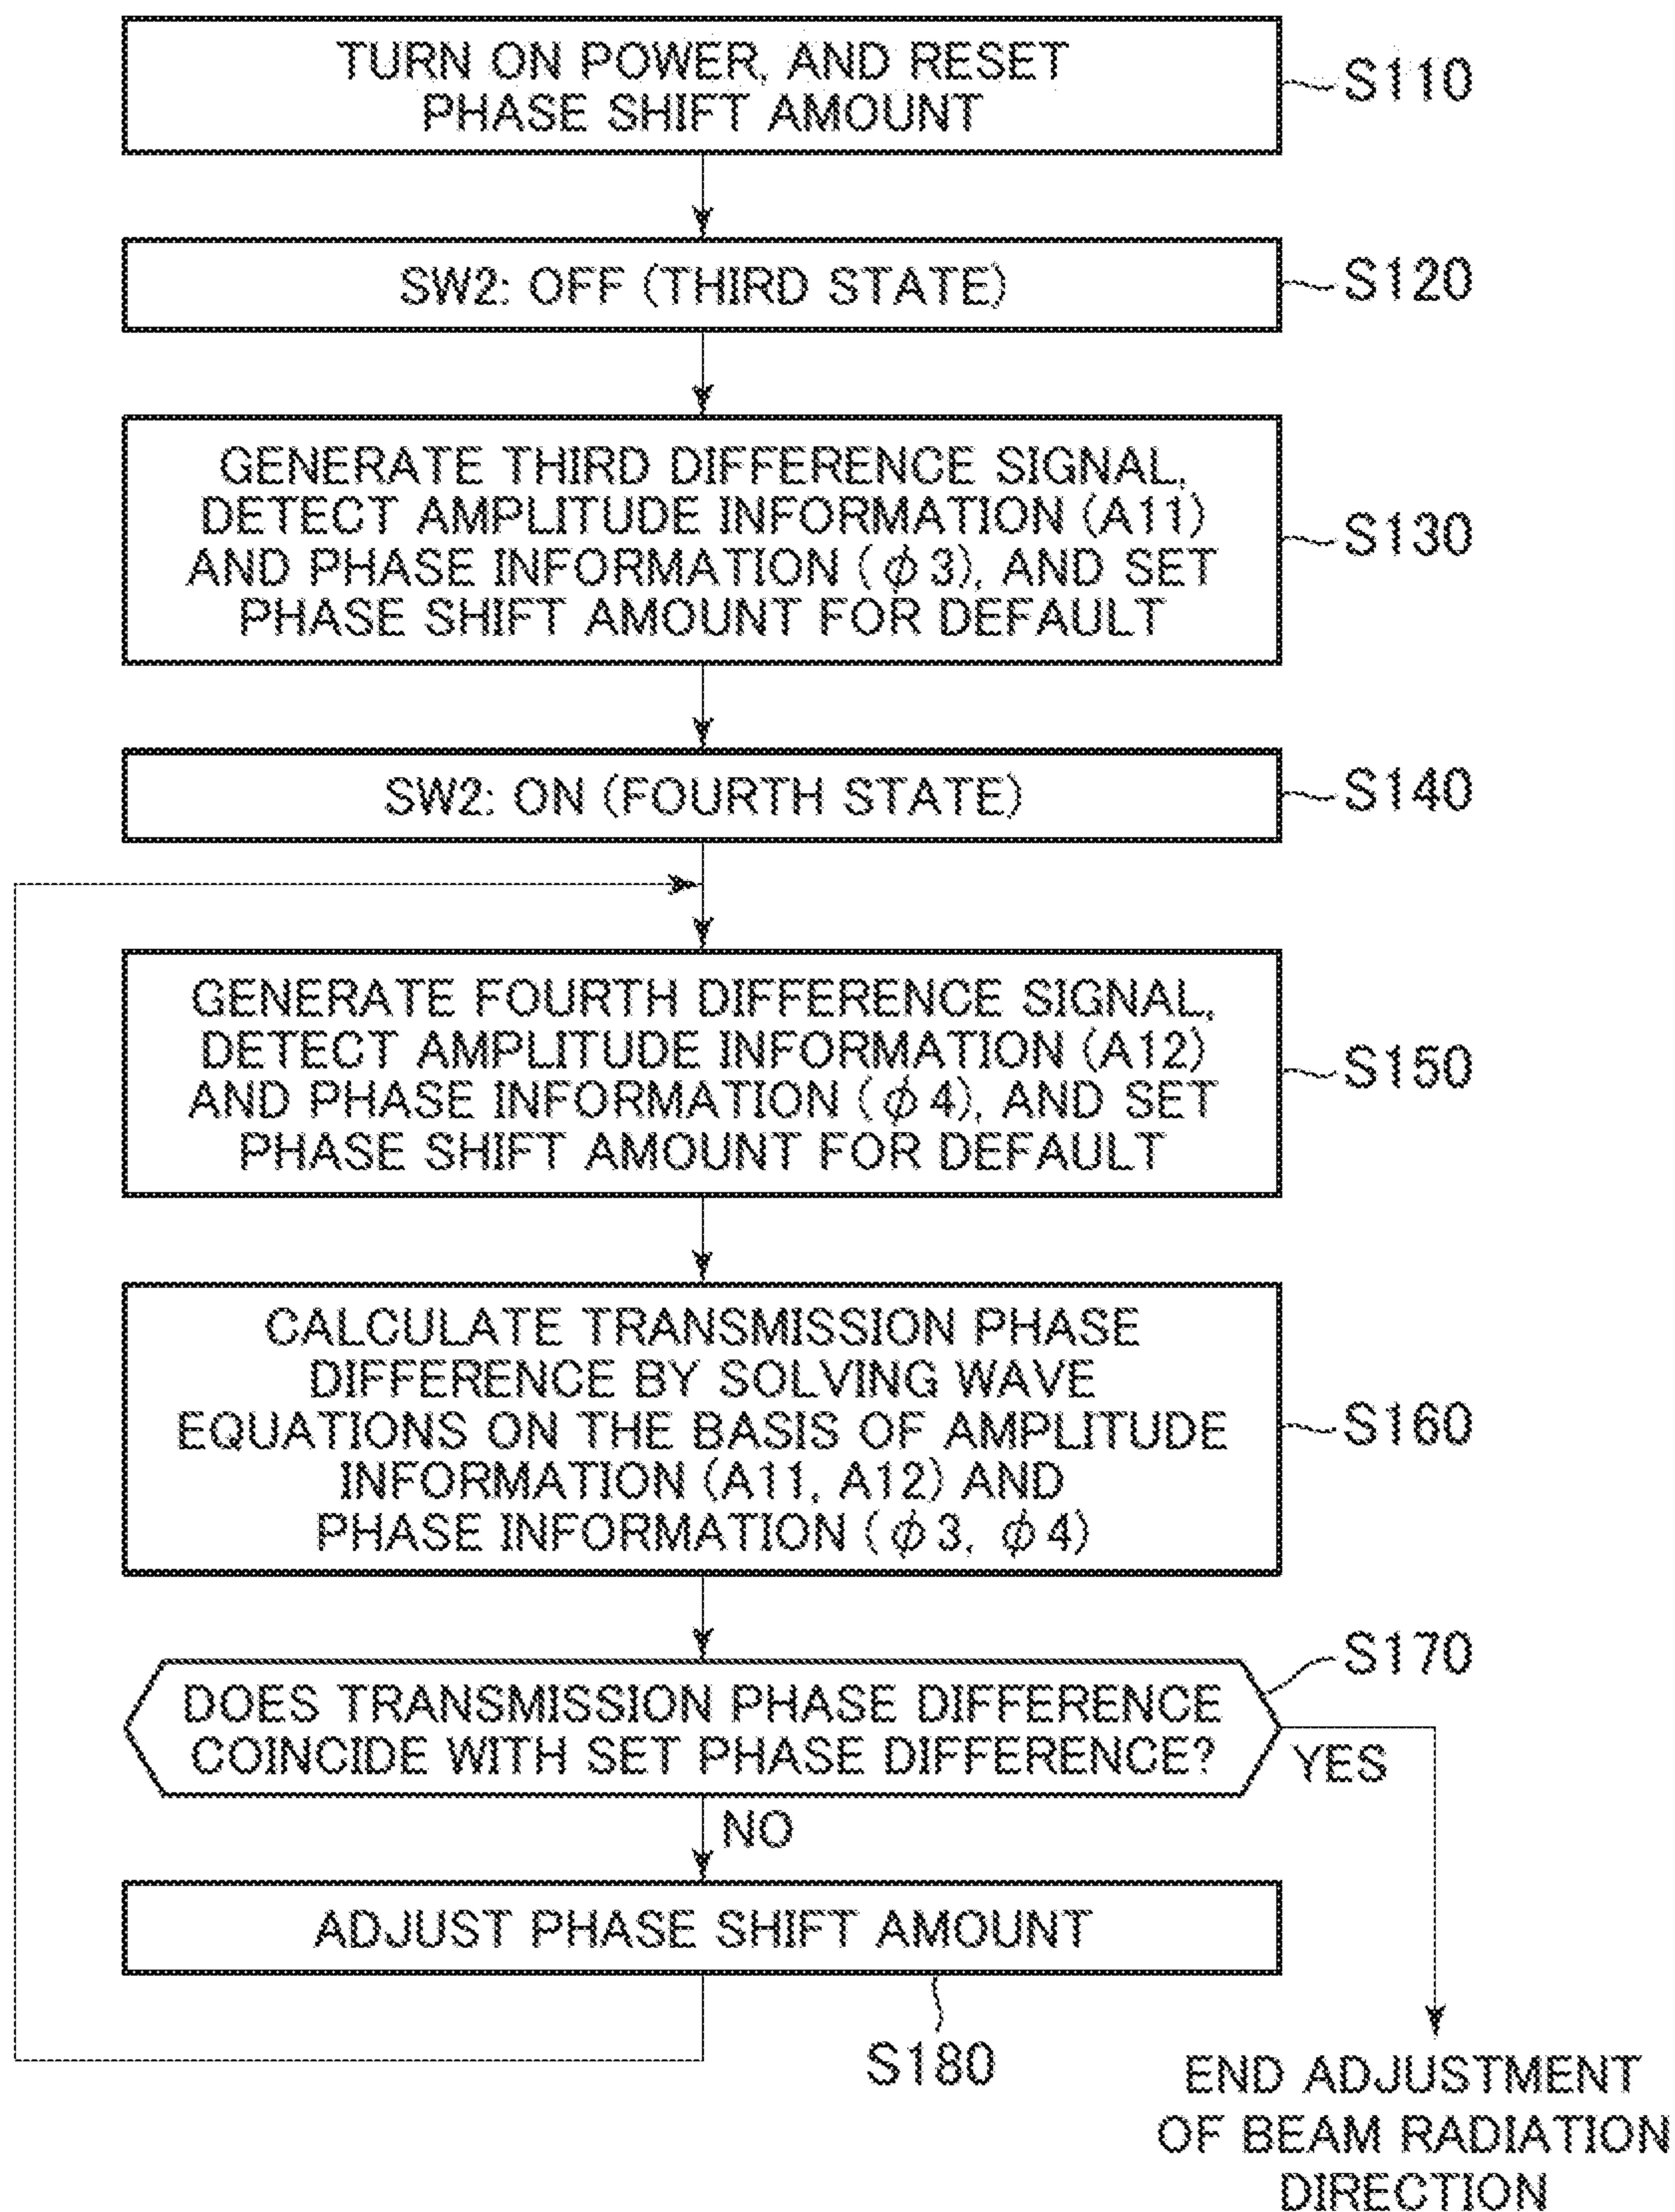 TURN ON POWER, AND RESET
PHASE SHIFT AMOUNT
S110
SW2: OFF (THIRD STATE)
S120
GENERATE THIRD DIFFERENCE SIGNAL,
DETECT AMPLITUDE INFORMATION (A11)
AND PHASE INFORMATION (ϕ3), AND SET
PHASE SHIFT AMOUNT FOR DEFAULT
S130
SW2: ON (FOURTH STATE)
S140
GENERATE FOURTH DIFFERENCE SIGNAL,
DETECT AMPLITUDE INFORMATION (A12)
AND PHASE INFORMATION (ϕ4), AND SET
PHASE SHIFT AMOUNT FOR DEFAULT
S150
CALCULATE TRANSMISSION PHASE
DIFFERENCE BY SOLVING WAVE
EQUATIONS ON THE BASIS OF AMPLITUDE
INFORMATION (A11, A12) AND
PHASE INFORMATION (ϕ3, ϕ4)
S160
S170
DOES TRANSMISSION PHASE DIFFERENCE
COINCIDE WITH SET PHASE DIFFERENCE?
YES
NO
ADJUST PHASE SHIFT AMOUNT
S180
END ADJUSTMENT
OF BEAM RADIATION
DIRECTION